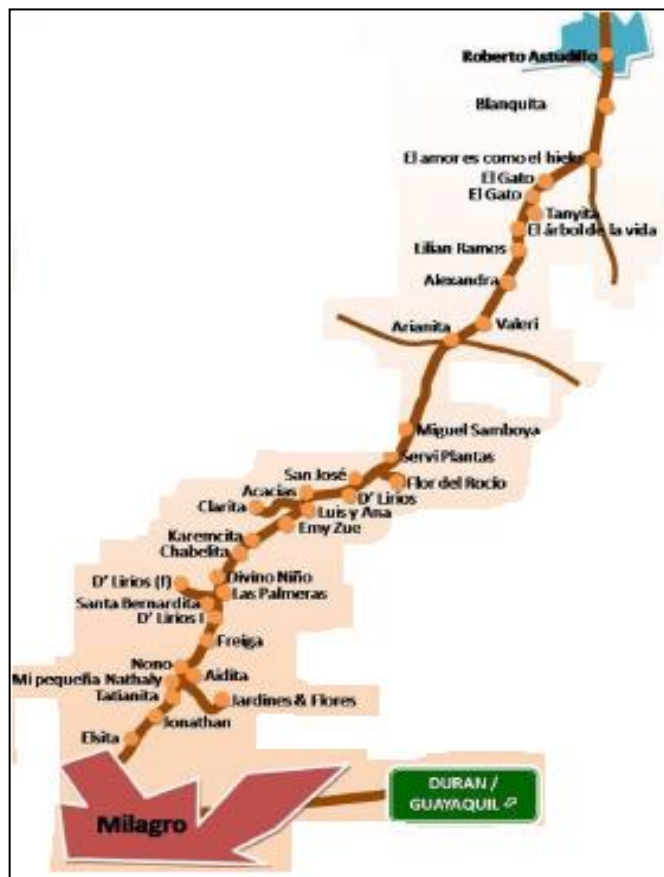 Roberto Astudillo
Blanquita
El amor es como el hielo
El Gato
El Gato
Tanyita
El árbol de la vida
Lilian Ramos
Alexandra
Valeri
Arianita
Miguel Samboya
Servi Plantas
San José
Flor del Rocío
Acacias
D' Lirios
Clarita
Luis y Ana
Emy Zue
Karemcita
Chabelita
Divino Niño
D' Lirios (f)
Las Palmeras
Santa Bernardita
D' Lirios I
Freiga
Nono
Aidita
Mi pequeña Nathaly
Tatianita
Jardines & Flores
Jonathan
Elsita
DURAN /
GUAYAQUIL
Milagro